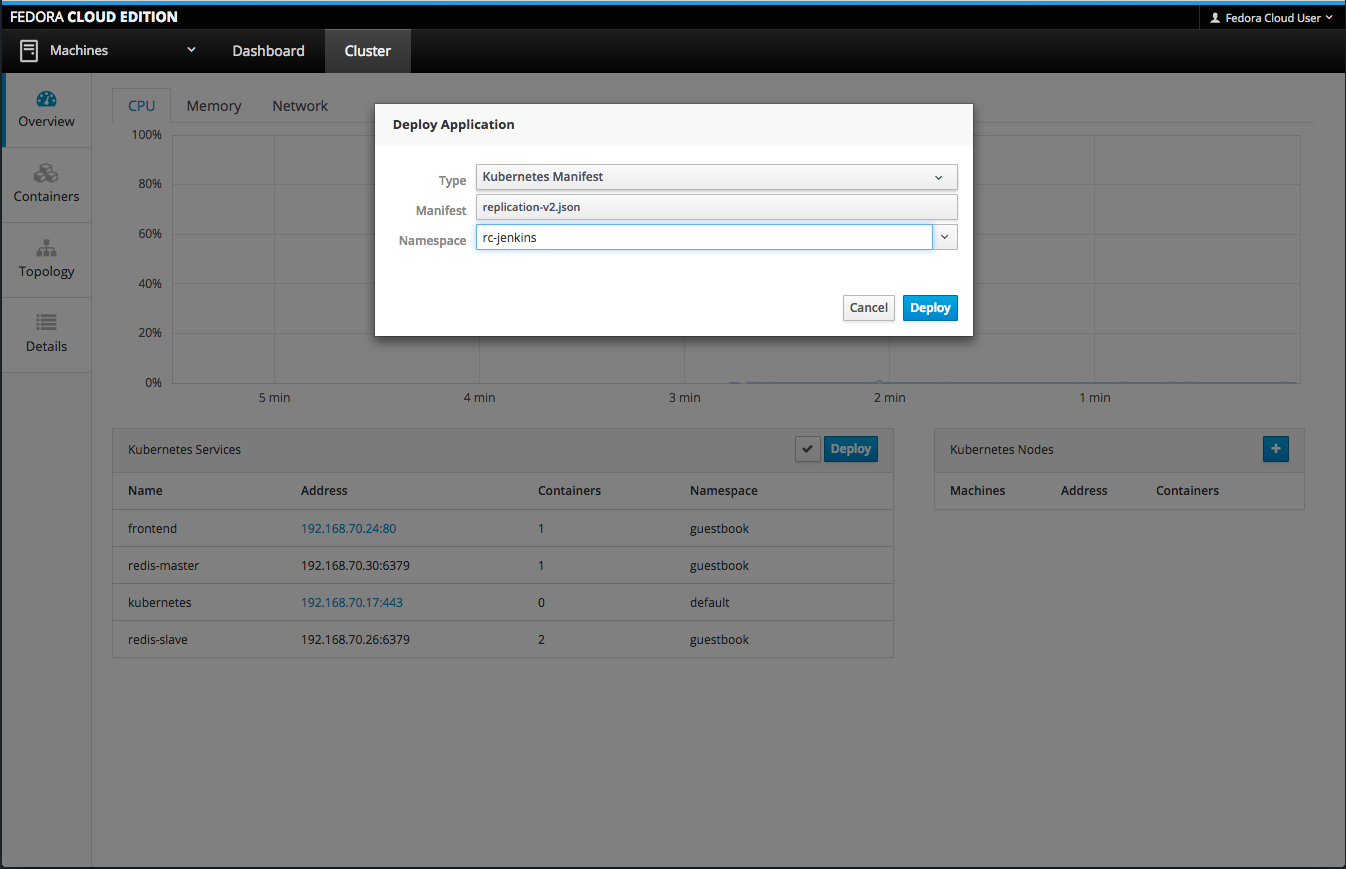 FEDORA CLOUD EDITION
Fedora Cloud User
Machines
Dashboard
Cluster
Overview
Containers
Topology
Details
CPU
Memory
Network
100%
80%
60%
40%
20%
0%
5 min
4 min
3 min
2 min
1 min
Deploy Application
Type
Kubernetes Manifest
Manifest
replication-v2.json
Namespace
rc-jenkins
Cancel
Deploy
Kubernetes Services
Deploy
Name Address Containers Namespace
frontend 192.168.70.24:80 1 guestbook
redis-master 192.168.70.30:6379 1 guestbook
kubernetes 192.168.70.17:443 0 default
redis-slave 192.168.70.26:6379 2 guestbook
Kubernetes Nodes
+
Machines Address Containers